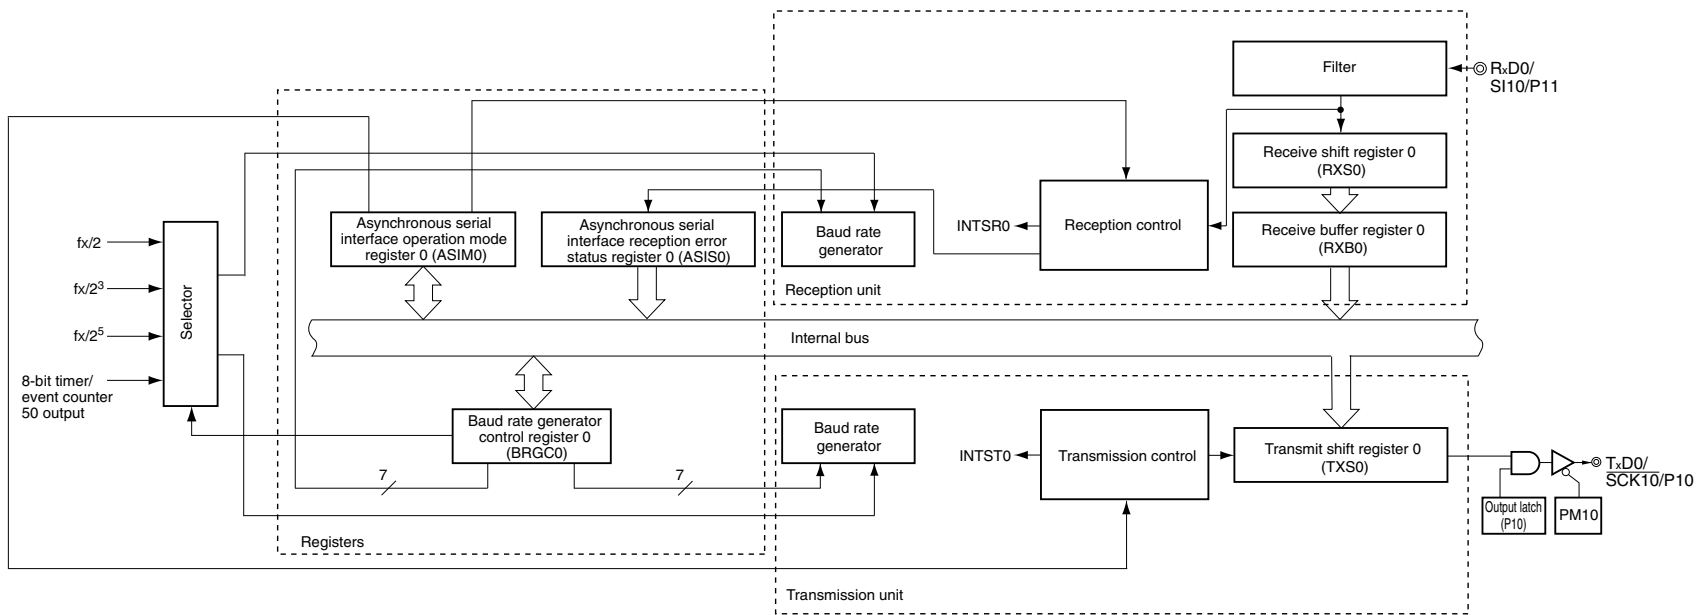 Filter
RxD0/
SI10/P11
Receive shift register 0
(RXS0)
Asynchronous serial
interface operation mode
register 0 (ASIM0)
Asynchronous serial
interface reception error
status register 0 (ASIS0)
Baud rate
generator
INTSR0
Reception control
Receive buffer register 0
(RXB0)
Reception unit
fx/2
fx/2³
fx/2⁵
8-bit timer/
event counter
50 output
Selector
Internal bus
Baud rate generator
control register 0
(BRGC0)
7
7
Registers
Baud rate
generator
INTST0
Transmission control
Transmit shift register 0
(TXS0)
TxD0/
SCK10/P10
Output latch
(P10)
PM10
Transmission unit